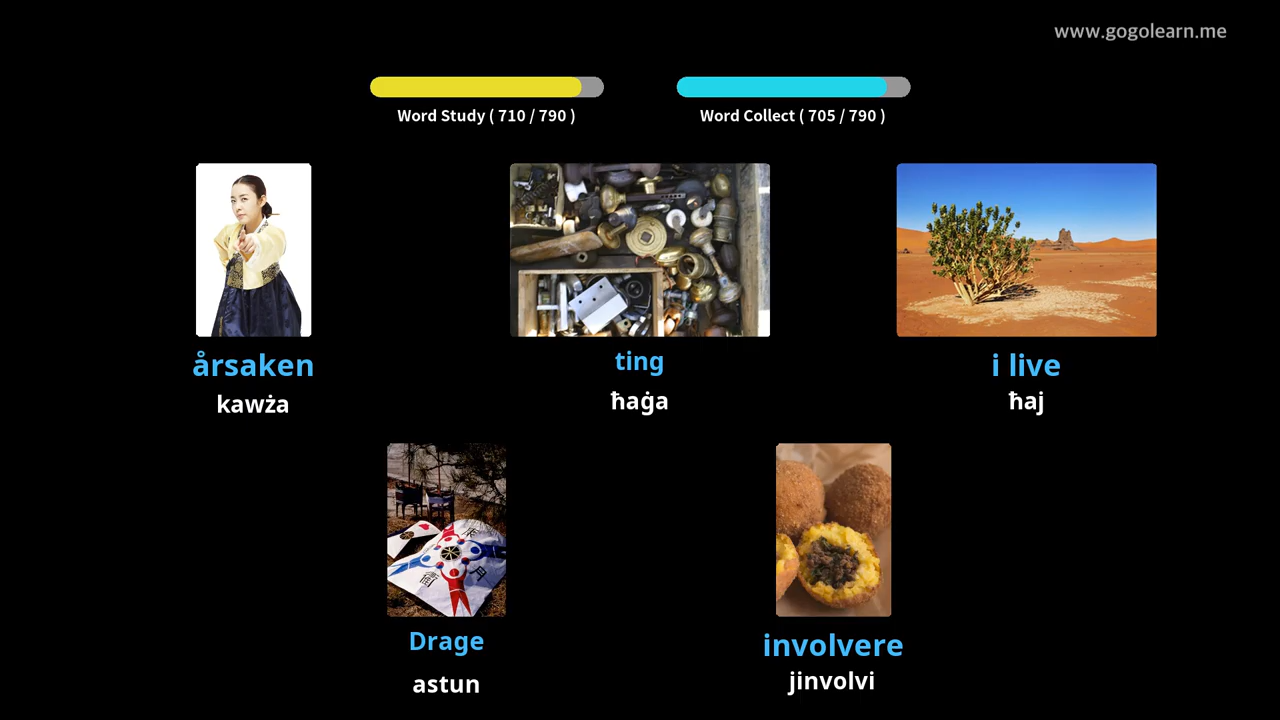 www.gogolearn.me
Word Study ( 710 / 790 )
Word Collect ( 705 / 790 )
årsaken
kawża
ting
ħaġa
i live
ħaj
Drage
astun
involvere
jinvolvi